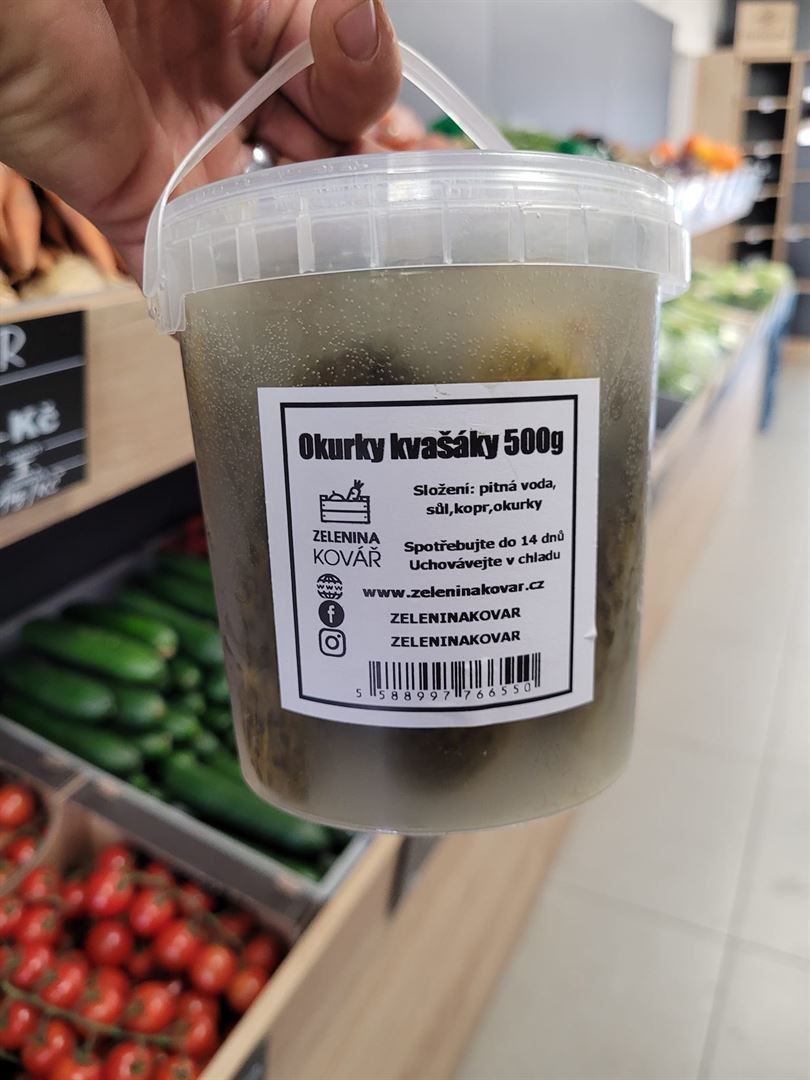 Okurky kvašáky 500g
Složení: pitná voda,
sůl,kopr,okurky
ZELENINA
KOVÁŘ
Spotřebujte do 14 dnů
Uchovávejte v chladu
www.zeleninakovar.cz
ZELENINAKOVAR
ZELENINAKOVAR
5 588997 766550
R
Kč